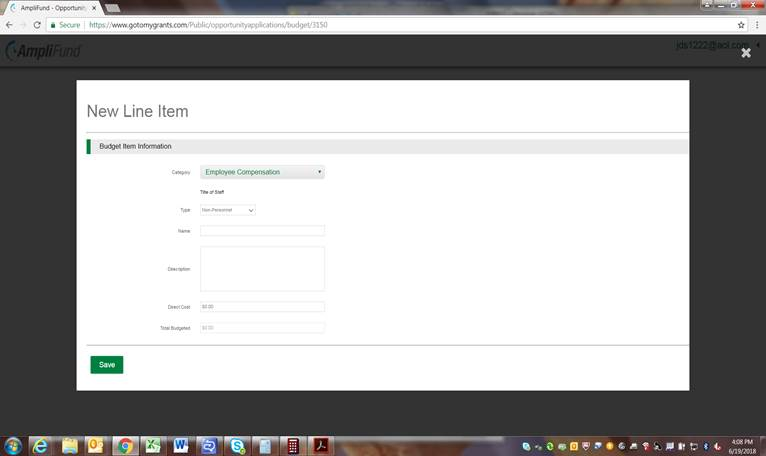 AmpliFund - Opportunity ×
Secure | https://www.gotomygrants.com/Public/opportunityapplications/budget/3150
AmpliFund
jds1222@aol.com
New Line Item
Budget Item Information
Category Employee Compensation
Title of Staff
Type Non-Personnel
Name
Description
Direct Cost $0.00
Total Budgeted $0.00
Save
4:08 PM
6/19/2018